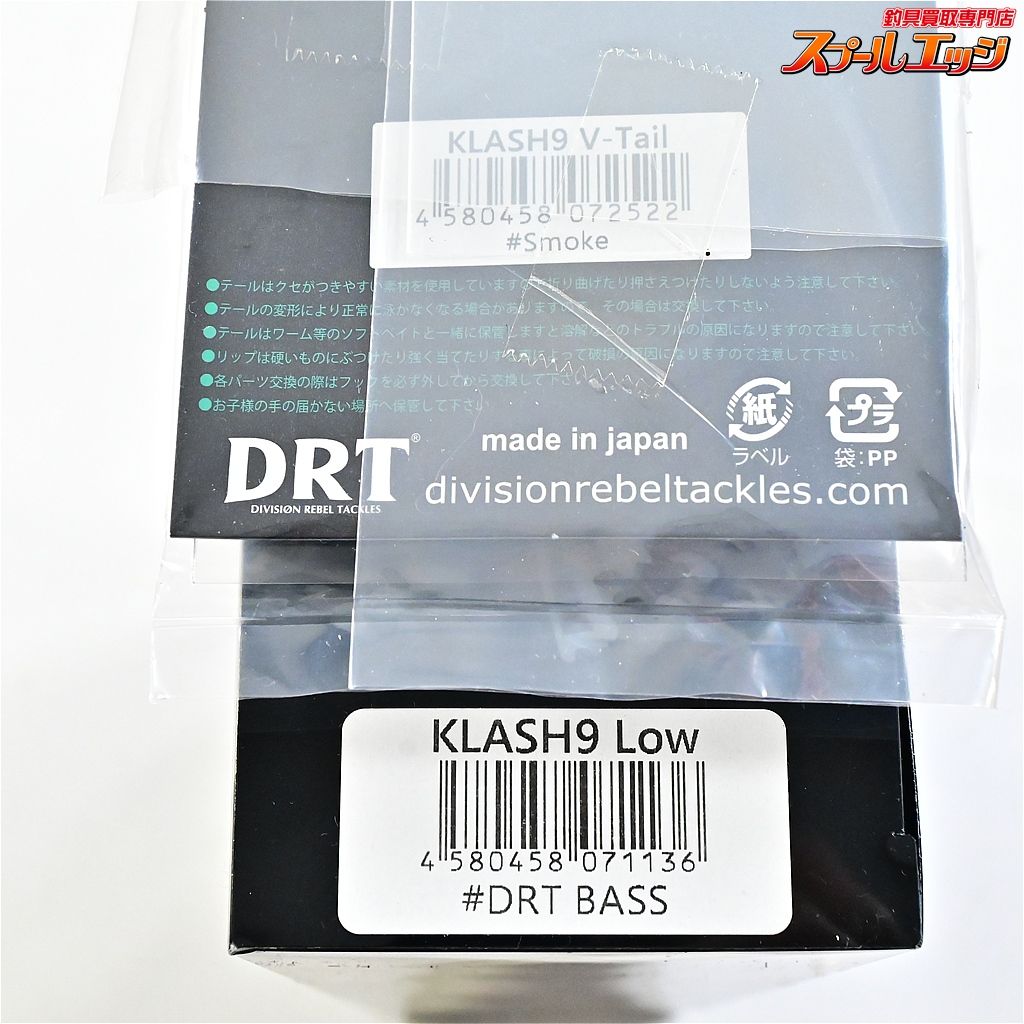 釣具買取専門店
スプールエッジ
KLASH9 V-Tail
4 580458 072522
#Smoke
●テールはクセがつきやすい素材を使用していますので折り曲げたり押さえつけたりしないよう注意して下さい
●テールの変形により正常に泳がなくなる場合がありますので、その場合は交換して下さい
●テールはワーム等のソフトベイトと一緒に保管しますと溶解などのトラブルの原因になりますので注意して下さい
●リップは硬いものにぶつけたり強く当てたりすることによって破損の原因になりますので注意して下さい。
●各パーツ交換の際はフックを必ず外してから交換して下さい
●お子様の手の届かない場所へ保管して下さい
DRT®
DIVISIØN REBEL TACKLES
made in japan
紙
ラベル
プラ
袋:PP
divisionrebeltackles.com
KLASH9 Low
4 580458 071136
#DRT BASS